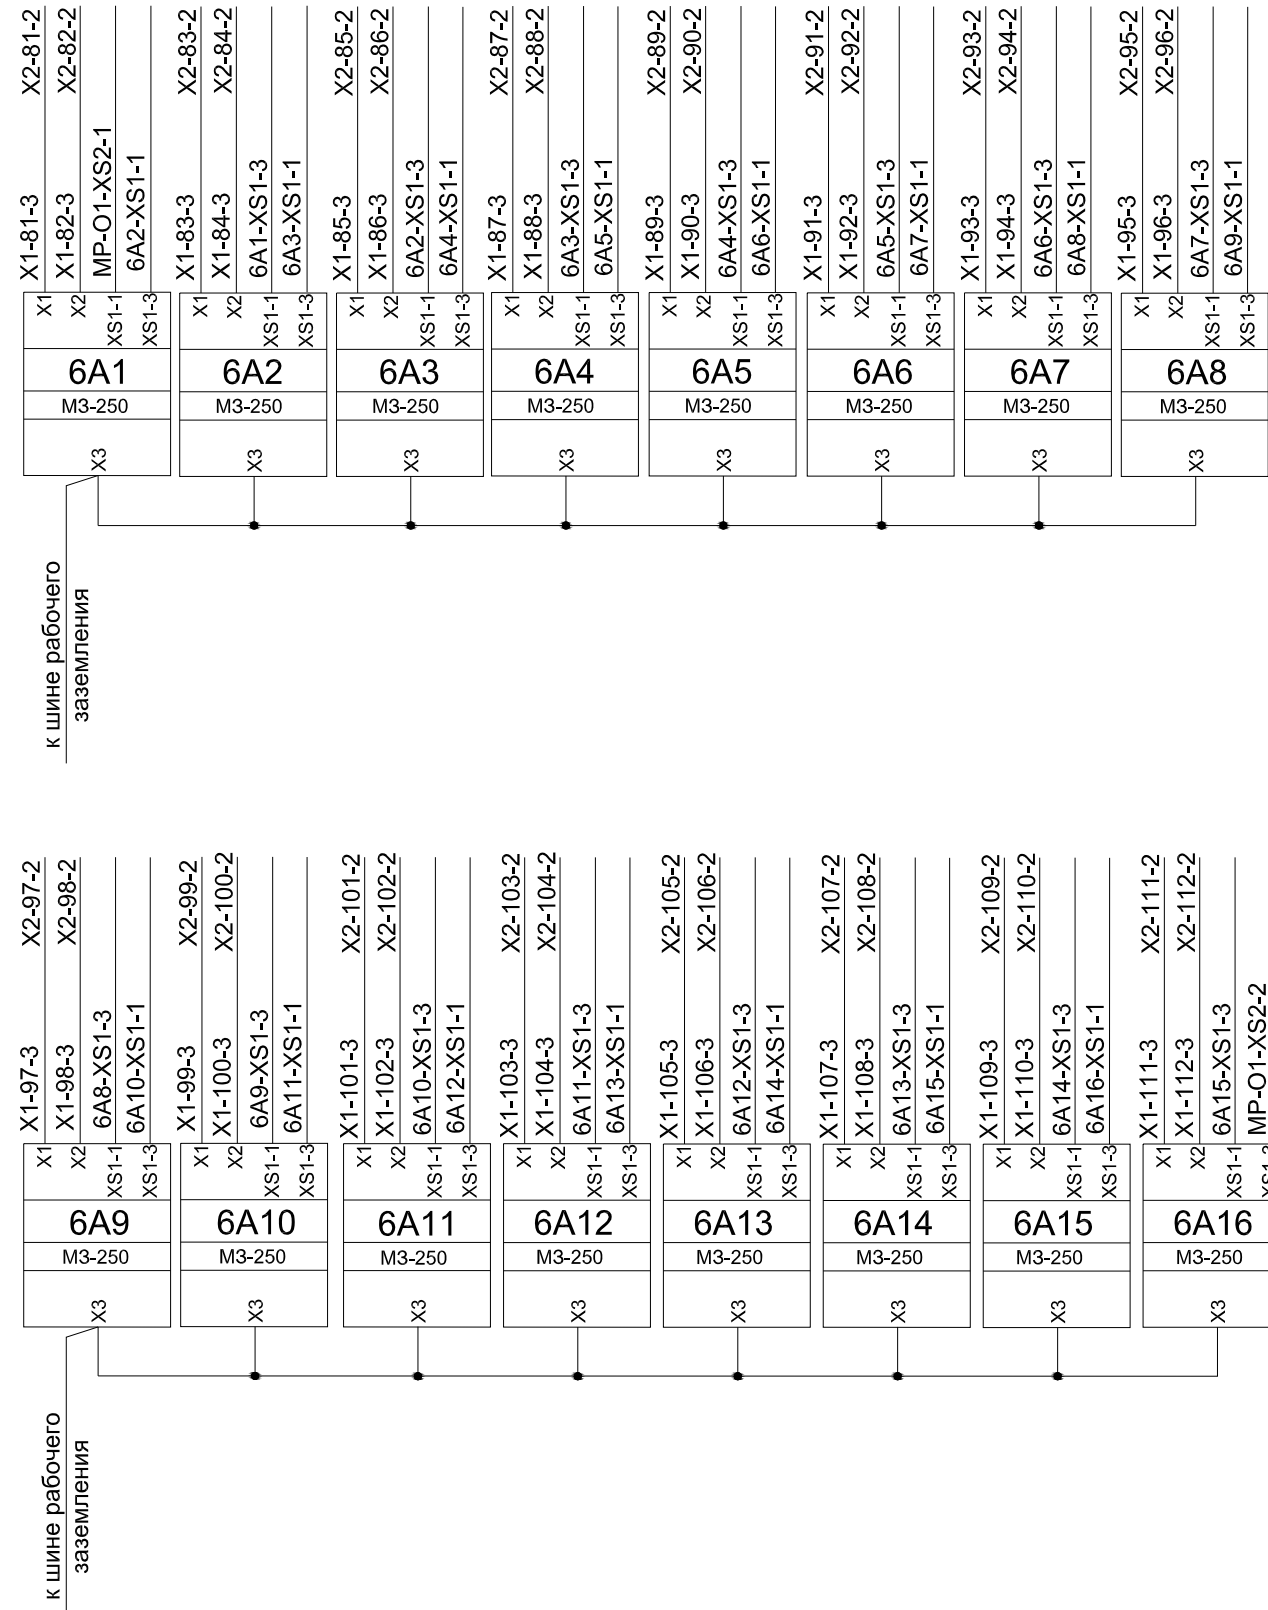 X1-81-3 X2-81-2
X1-82-3 X2-82-2
MP-O1-XS2-1
6A2-XS1-1
X1-83-3 X2-83-2
X1-84-3 X2-84-2
6A1-XS1-3
6A3-XS1-1
X1-85-3 X2-85-2
X1-86-3 X2-86-2
6A2-XS1-3
6A4-XS1-1
X1-87-3 X2-87-2
X1-88-3 X2-88-2
6A3-XS1-3
6A5-XS1-1
X1-89-3 X2-89-2
X1-90-3 X2-90-2
6A4-XS1-3
6A6-XS1-1
X1-91-3 X2-91-2
X1-92-3 X2-92-2
6A5-XS1-3
6A7-XS1-1
X1-93-3 X2-93-2
X1-94-3 X2-94-2
6A6-XS1-3
6A8-XS1-1
X1-95-3 X2-95-2
X1-96-3 X2-96-2
6A7-XS1-3
6A9-XS1-1
X1 X2 XS1-1 XS1-3
X1 X2 XS1-1 XS1-3
X1 X2 XS1-1 XS1-3
X1 X2 XS1-1 XS1-3
X1 X2 XS1-1 XS1-3
X1 X2 XS1-1 XS1-3
X1 X2 XS1-1 XS1-3
X1 X2 XS1-1 XS1-3
6A1 6A2 6A3 6A4 6A5 6A6 6A7 6A8
МЗ-250 МЗ-250 МЗ-250 МЗ-250 МЗ-250 МЗ-250 МЗ-250 МЗ-250
X3 X3 X3 X3 X3 X3 X3 X3
к шине рабочего
заземления
X1-97-3 X2-97-2
X1-98-3 X2-98-2
6A8-XS1-3
6A10-XS1-1
X1-99-3 X2-99-2
X1-100-3 X2-100-2
6A9-XS1-3
6A11-XS1-1
X1-101-3 X2-101-2
X1-102-3 X2-102-2
6A10-XS1-3
6A12-XS1-1
X1-103-3 X2-103-2
X1-104-3 X2-104-2
6A11-XS1-3
6A13-XS1-1
X1-105-3 X2-105-2
X1-106-3 X2-106-2
6A12-XS1-3
6A14-XS1-1
X1-107-3 X2-107-2
X1-108-3 X2-108-2
6A13-XS1-3
6A15-XS1-1
X1-109-3 X2-109-2
X1-110-3 X2-110-2
6A14-XS1-3
6A16-XS1-1
X1-111-3 X2-111-2
X1-112-3 X2-112-2
6A15-XS1-3
MP-O1-XS2-2
X1 X2 XS1-1 XS1-3
X1 X2 XS1-1 XS1-3
X1 X2 XS1-1 XS1-3
X1 X2 XS1-1 XS1-3
X1 X2 XS1-1 XS1-3
X1 X2 XS1-1 XS1-3
X1 X2 XS1-1 XS1-3
X1 X2 XS1-1
6A9 6A10 6A11 6A12 6A13 6A14 6A15 6A16
МЗ-250 МЗ-250 МЗ-250 МЗ-250 МЗ-250 МЗ-250 МЗ-250 МЗ-250
X3 X3 X3 X3 X3 X3 X3 X3
к шине рабочего
заземления